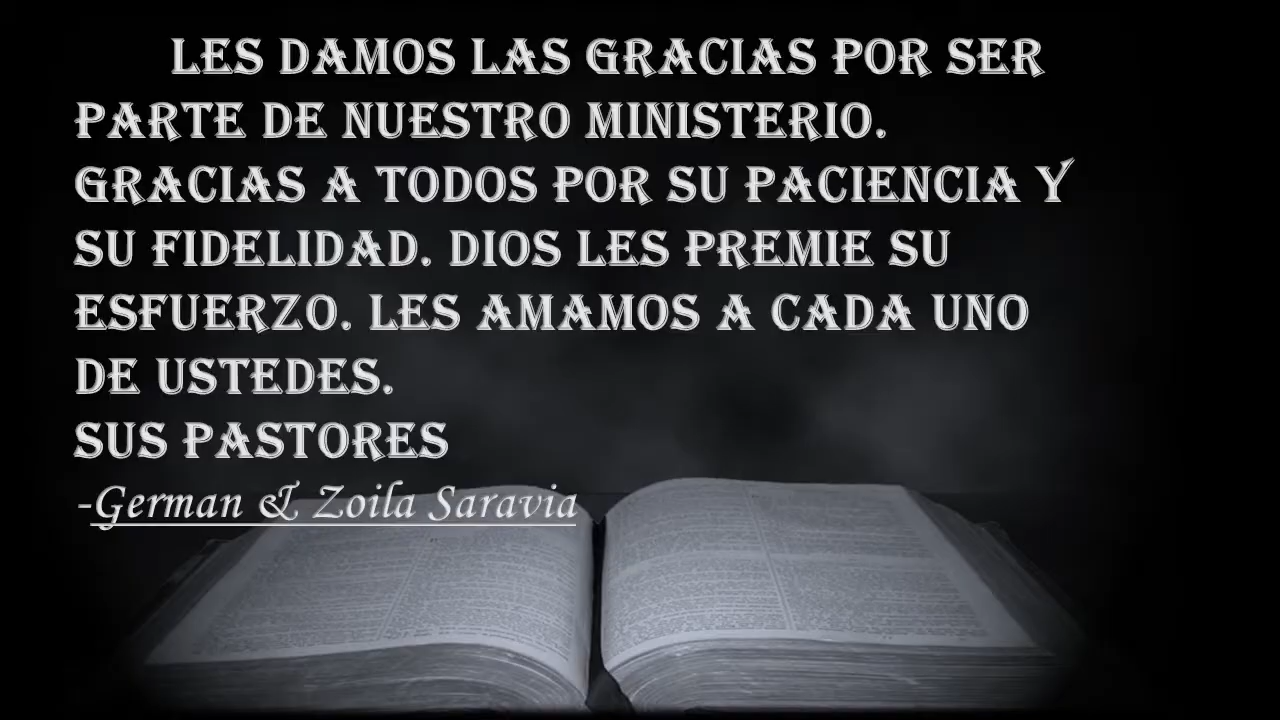 LES DAMOS LAS GRACIAS POR SER
PARTE DE NUESTRO MINISTERIO.
GRACIAS A TODOS POR SU PACIENCIA Y
SU FIDELIDAD. DIOS LES PREMIE SU
ESFUERZO. LES AMAMOS A CADA UNO
DE USTEDES.
SUS PASTORES
-German & Zoila Saravia